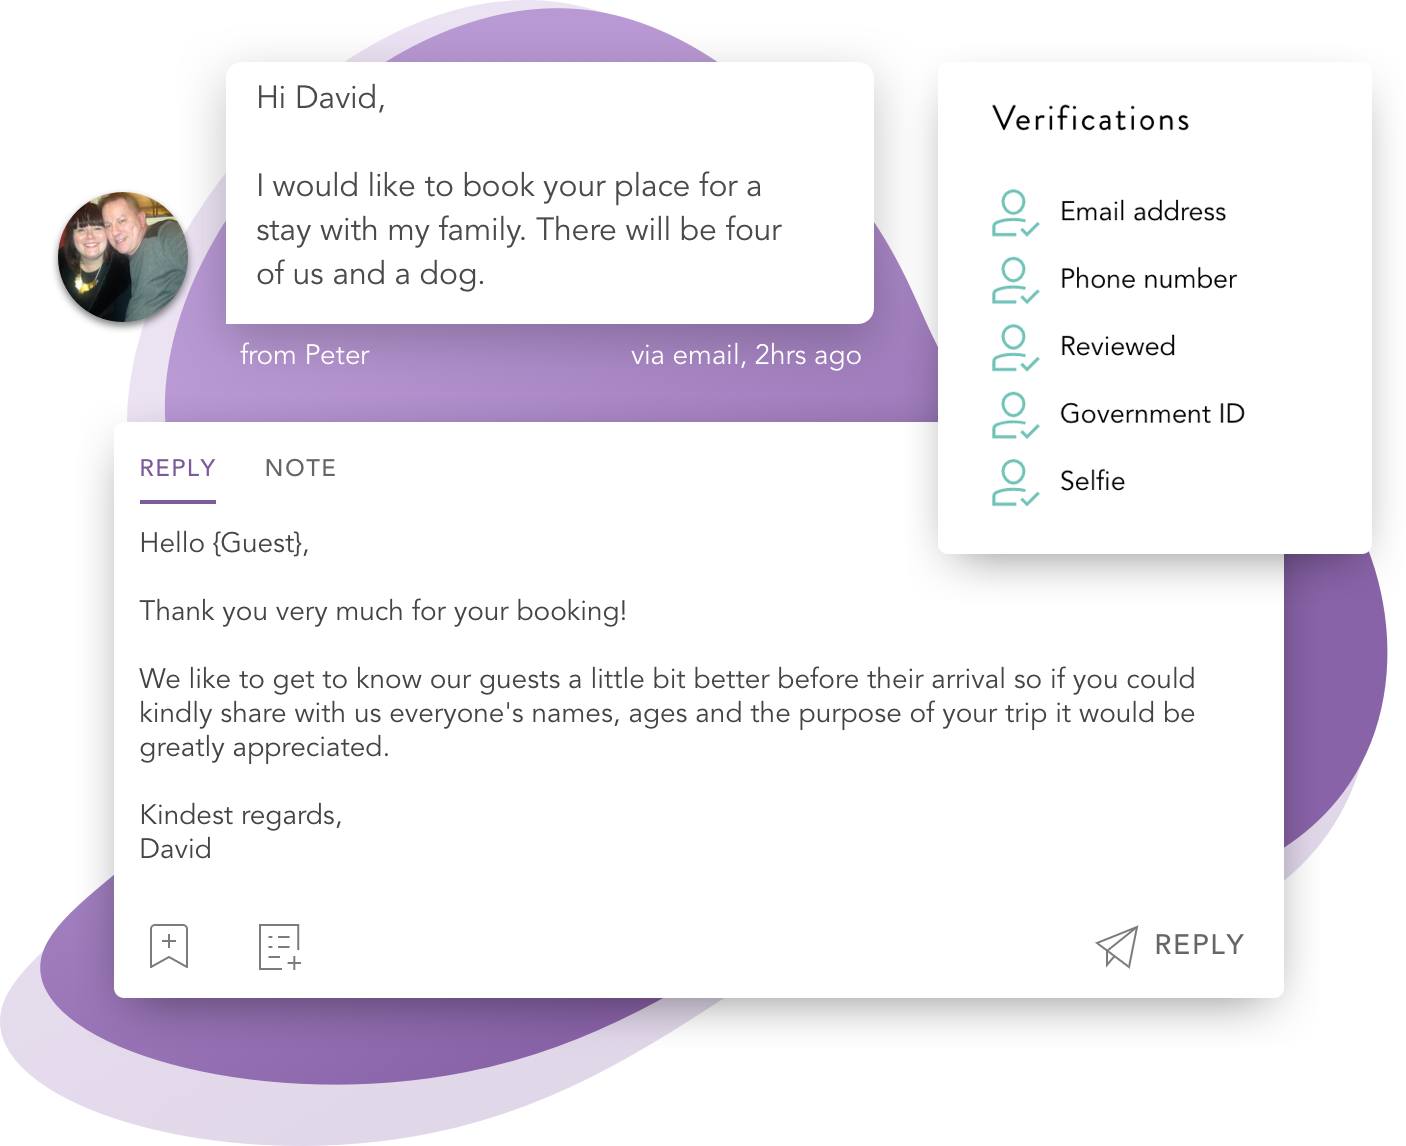 Hi David,
I would like to book your place for a
stay with my family. There will be four
of us and a dog.
from Peter
via email, 2hrs ago
Verifications
Email address
Phone number
Reviewed
Government ID
Selfie
REPLY
NOTE
Hello {Guest},
Thank you very much for your booking!
We like to get to know our guests a little bit better before their arrival so if you could
kindly share with us everyone's names, ages and the purpose of your trip it would be
greatly appreciated.
Kindest regards,
David
REPLY